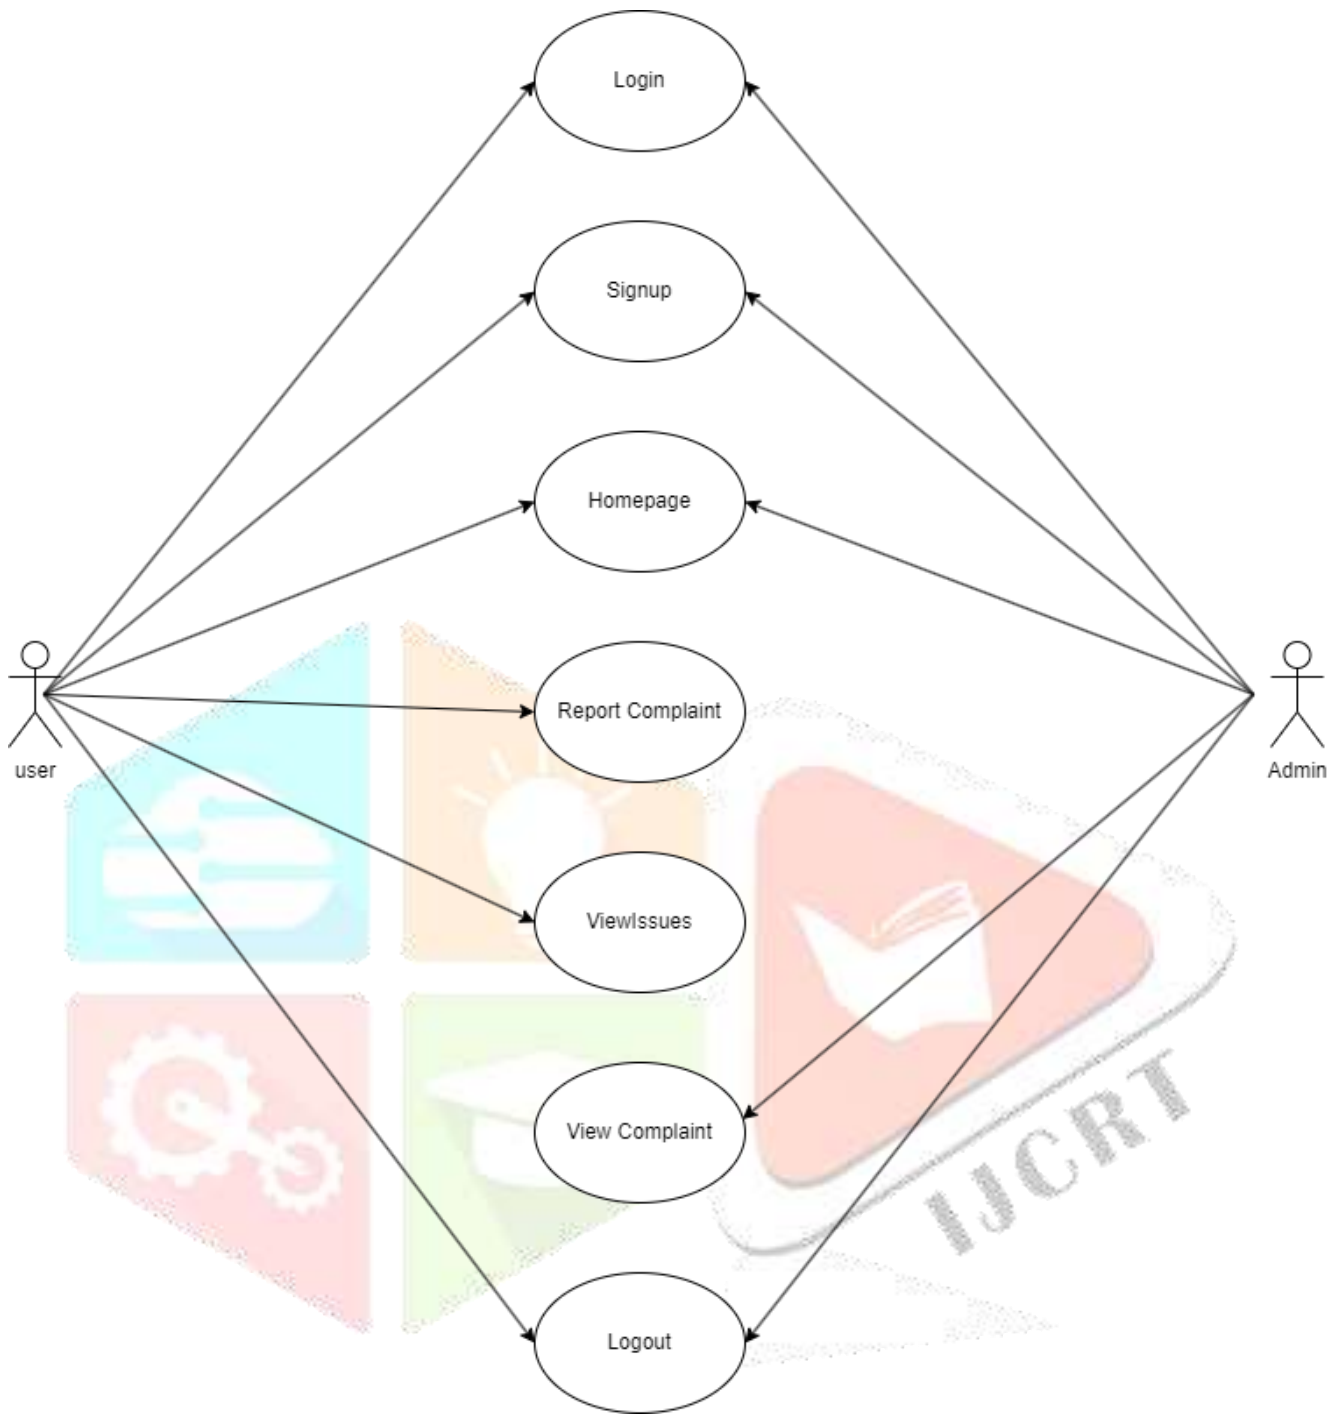 Login
Signup
Homepage
Report Complaint
user
Admin
ViewIssues
View Complaint
IJCRT
Logout